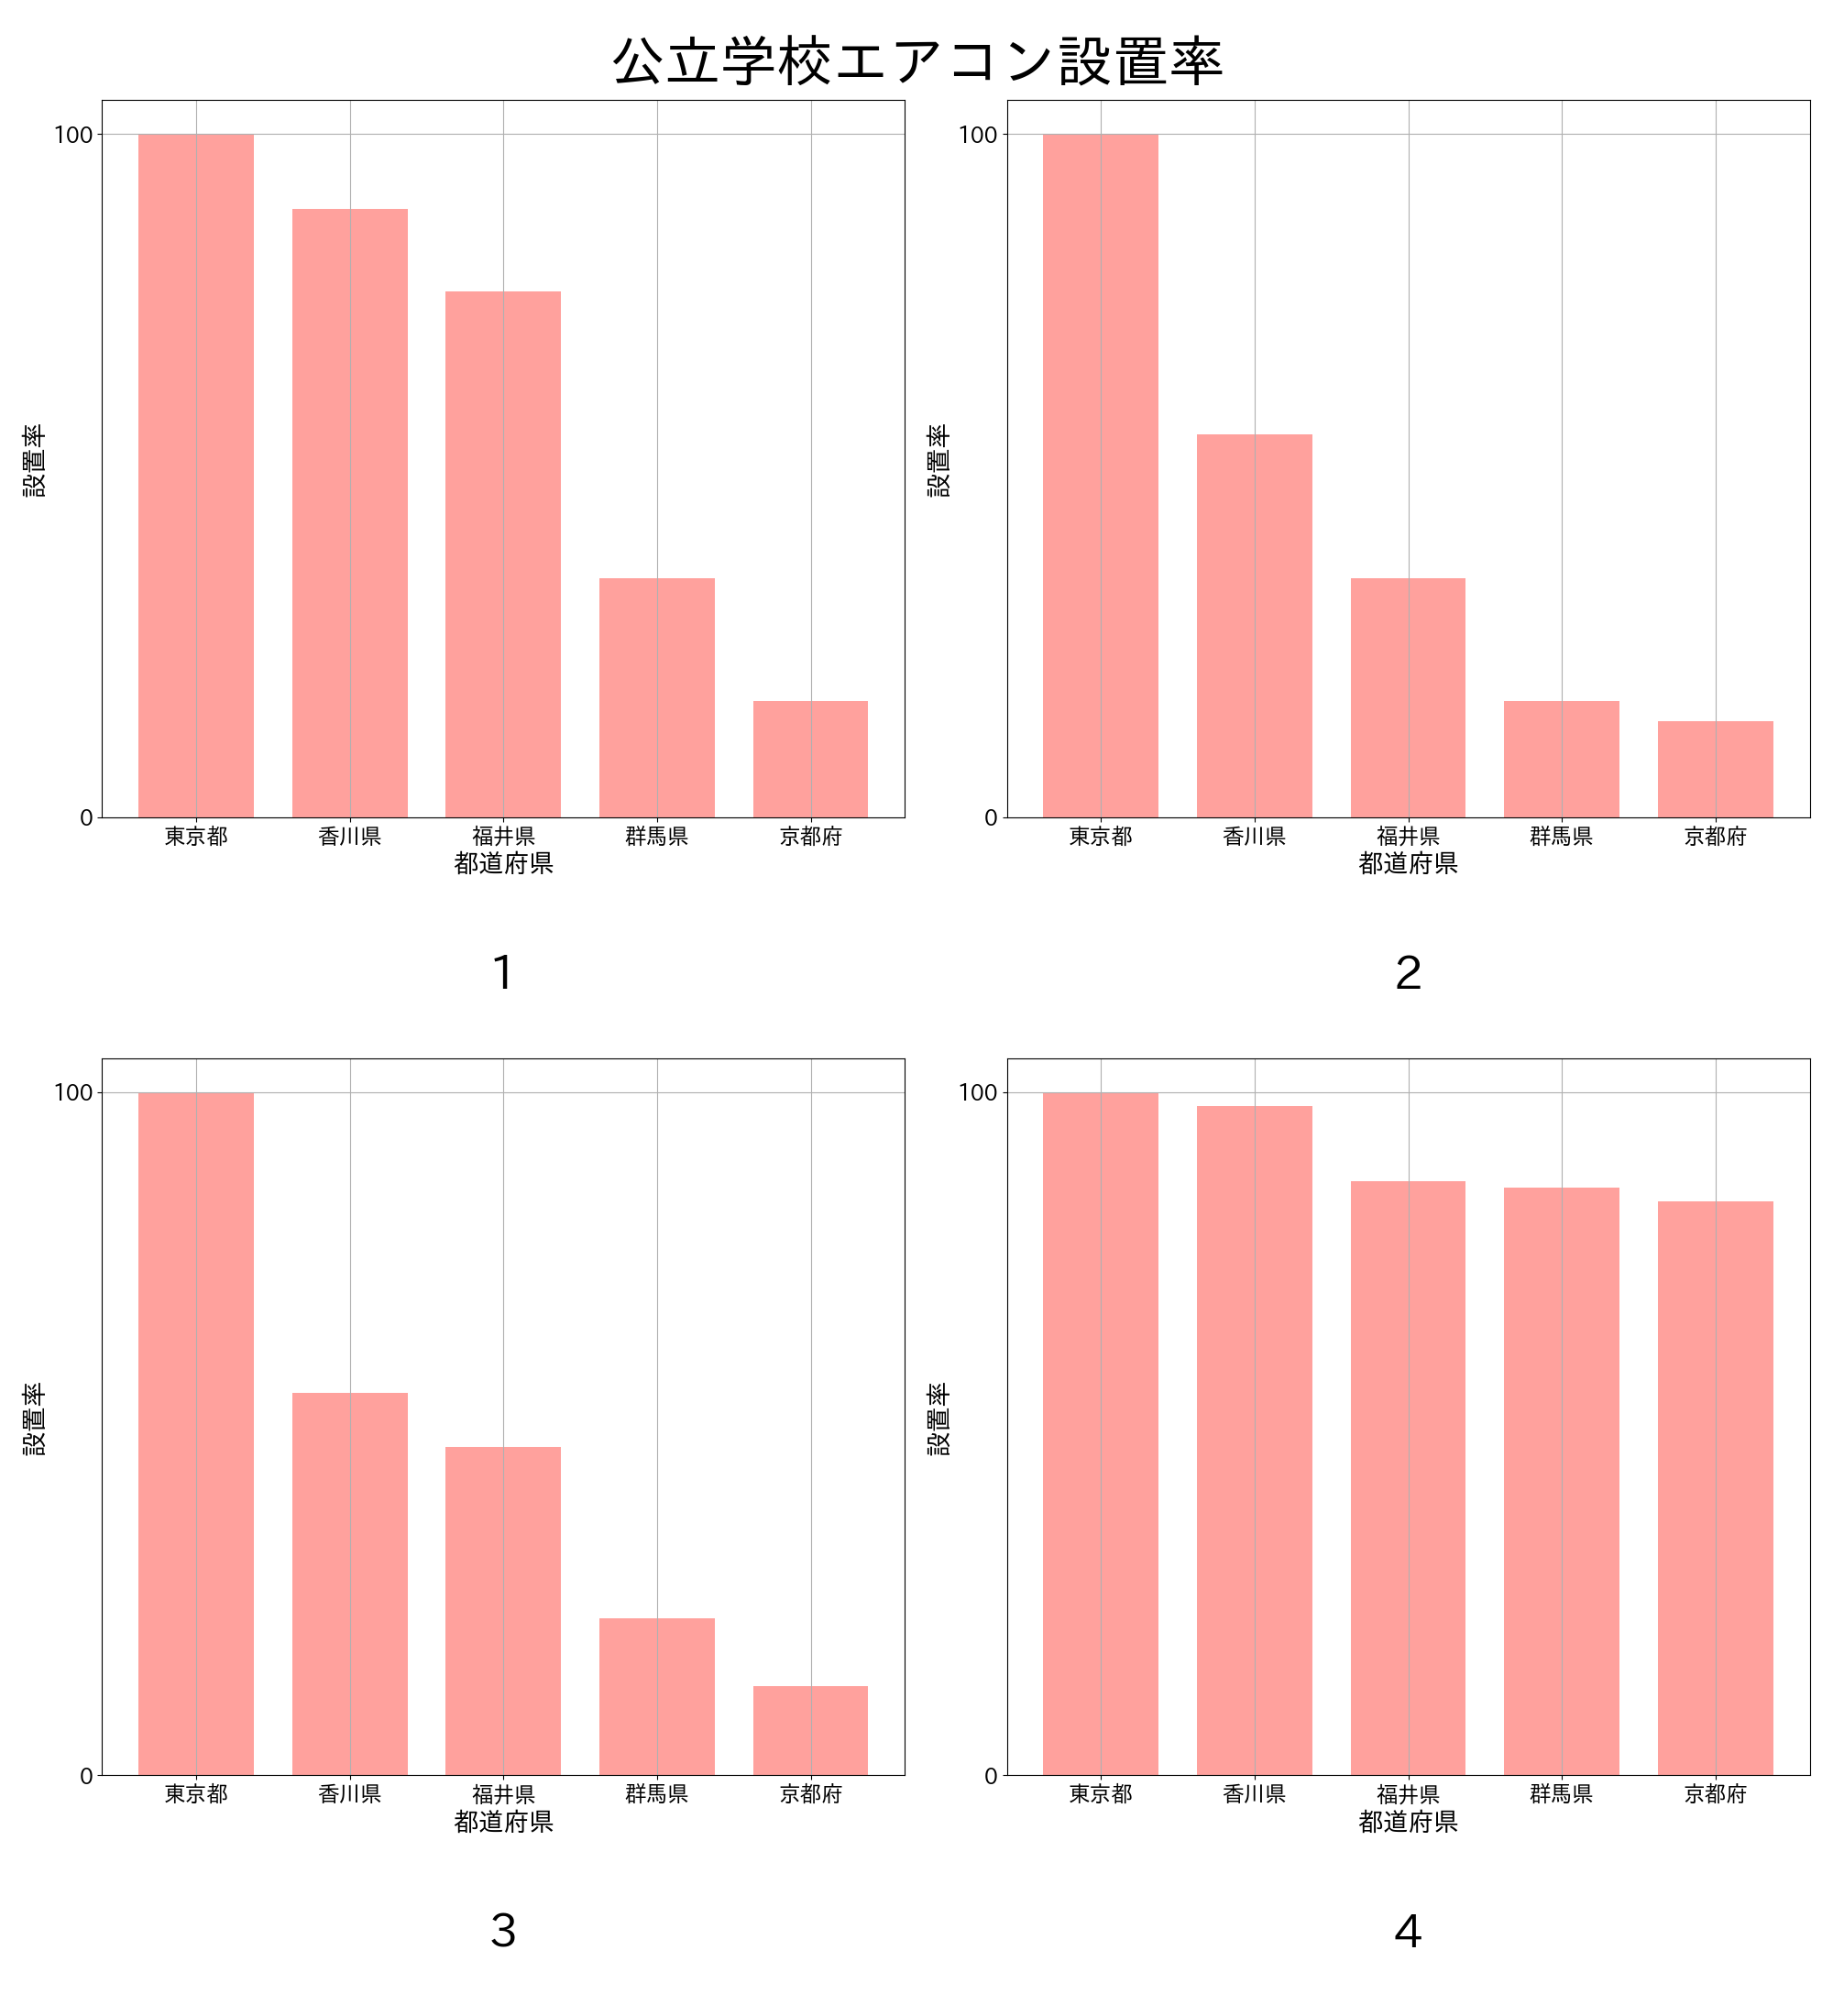 公立学校エアコン設置率
100
0
設置率
東京都 香川県 福井県 群馬県 京都府
都道府県
1
100
0
設置率
東京都 香川県 福井県 群馬県 京都府
都道府県
2
100
0
設置率
東京都 香川県 福井県 群馬県 京都府
都道府県
3
100
0
設置率
東京都 香川県 福井県 群馬県 京都府
都道府県
4